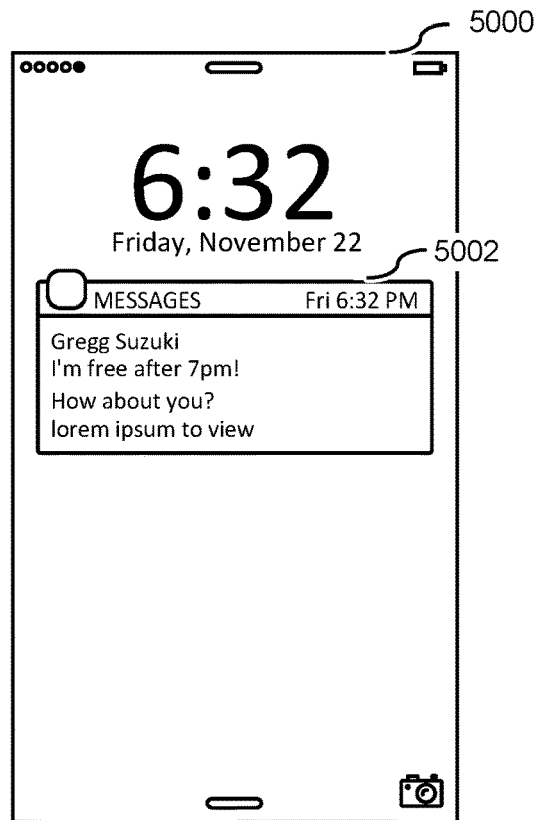 5000
6:32
Friday, November 22
5002
MESSAGES Fri 6:32 PM
Gregg Suzuki
I'm free after 7pm!
How about you?
lorem ipsum to view